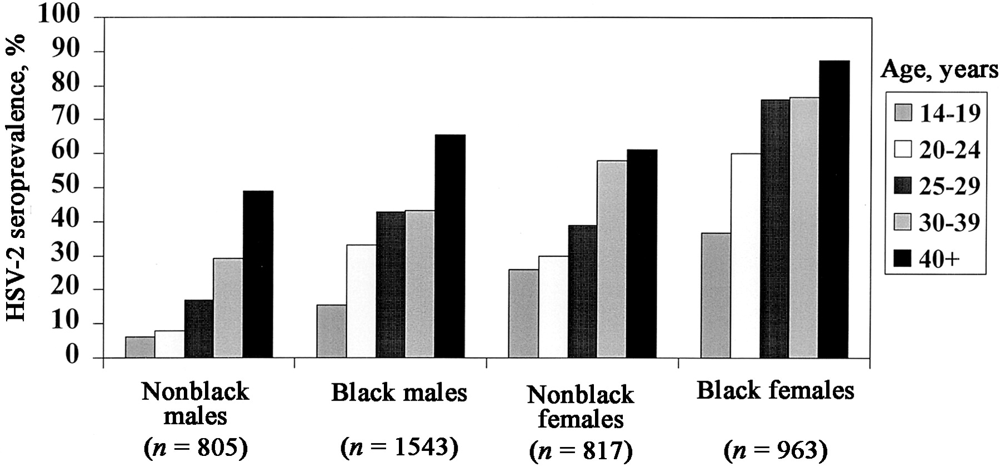 HSV-2 seroprevalence, %
100
90
80
70
60
50
40
30
20
10
0
Nonblack
males
(n = 805)
Black males
(n = 1543)
Nonblack
females
(n = 817)
Black females
(n = 963)
Age, years
14-19
20-24
25-29
30-39
40+